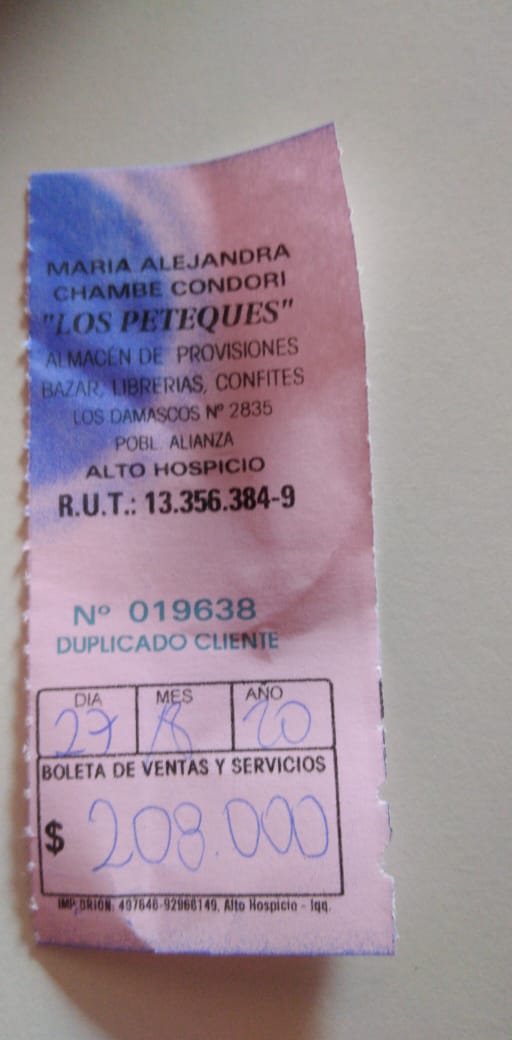 MARIA ALEJANDRA
CHAMBE CONDORI
"LOS PETEQUES"
ALMACEN DE PROVISIONES
BAZAR, LIBRERIAS, CONFITES
LOS DAMASCOS Nº 2835
POBL. ALIANZA
ALTO HOSPICIO
R.U.T.: 13.356.384-9
Nº 019638
DUPLICADO CLIENTE
DIA MES AÑO
27 8 20
BOLETA DE VENTAS Y SERVICIOS
$ 208.000
IMP. ORION: 497646-92966149, Alto Hospicio - Iqq.